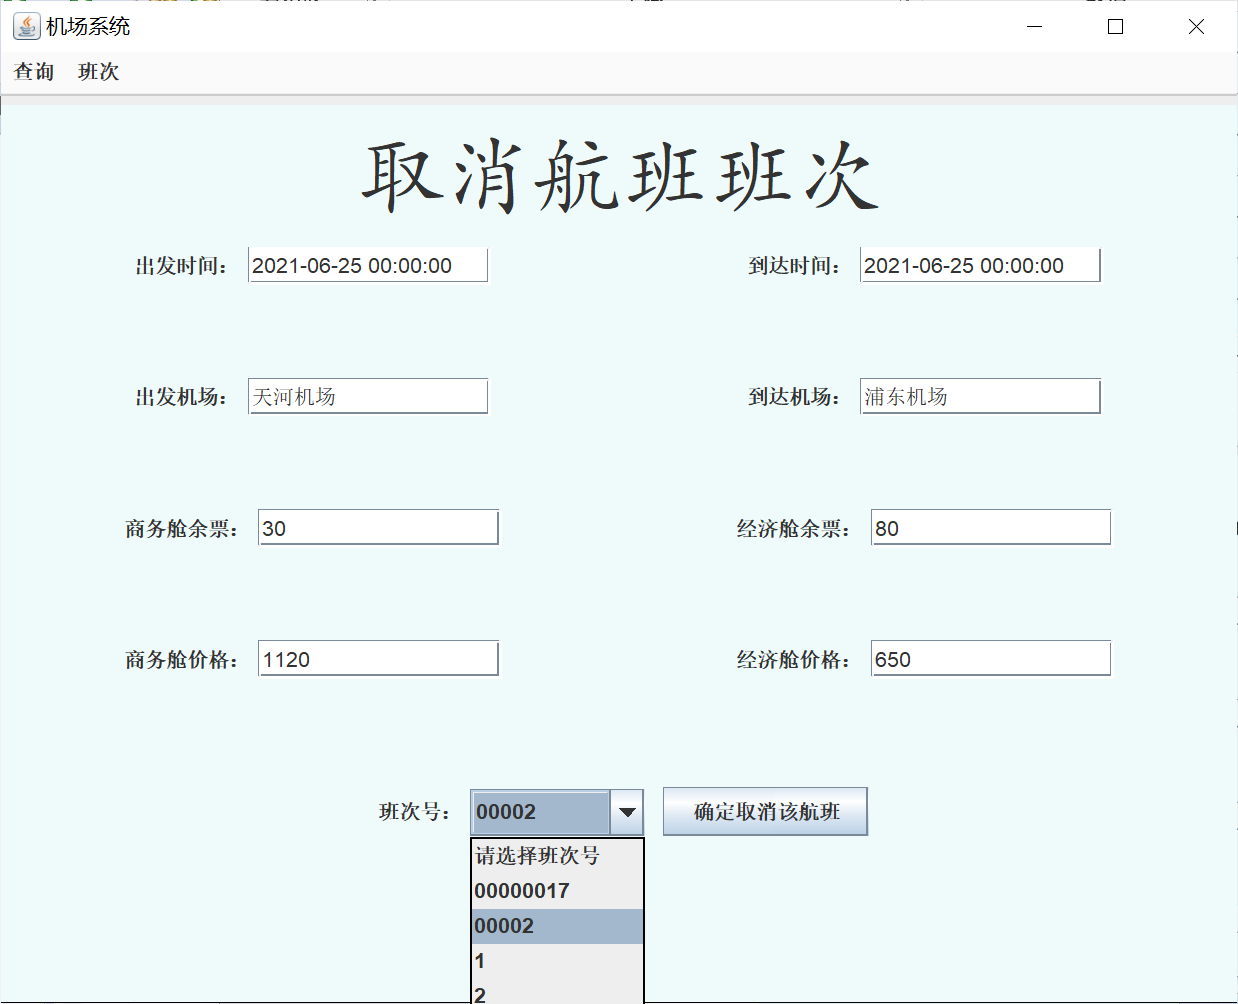 机场系统
查询 班次
取消航班班次
出发时间： 2021-06-25 00:00:00 到达时间： 2021-06-25 00:00:00
出发机场： 天河机场 到达机场： 浦东机场
商务舱余票： 30 经济舱余票： 80
商务舱价格： 1120 经济舱价格： 650
班次号： 00002 确定取消该航班
请选择班次号
00000017
00002
1
2